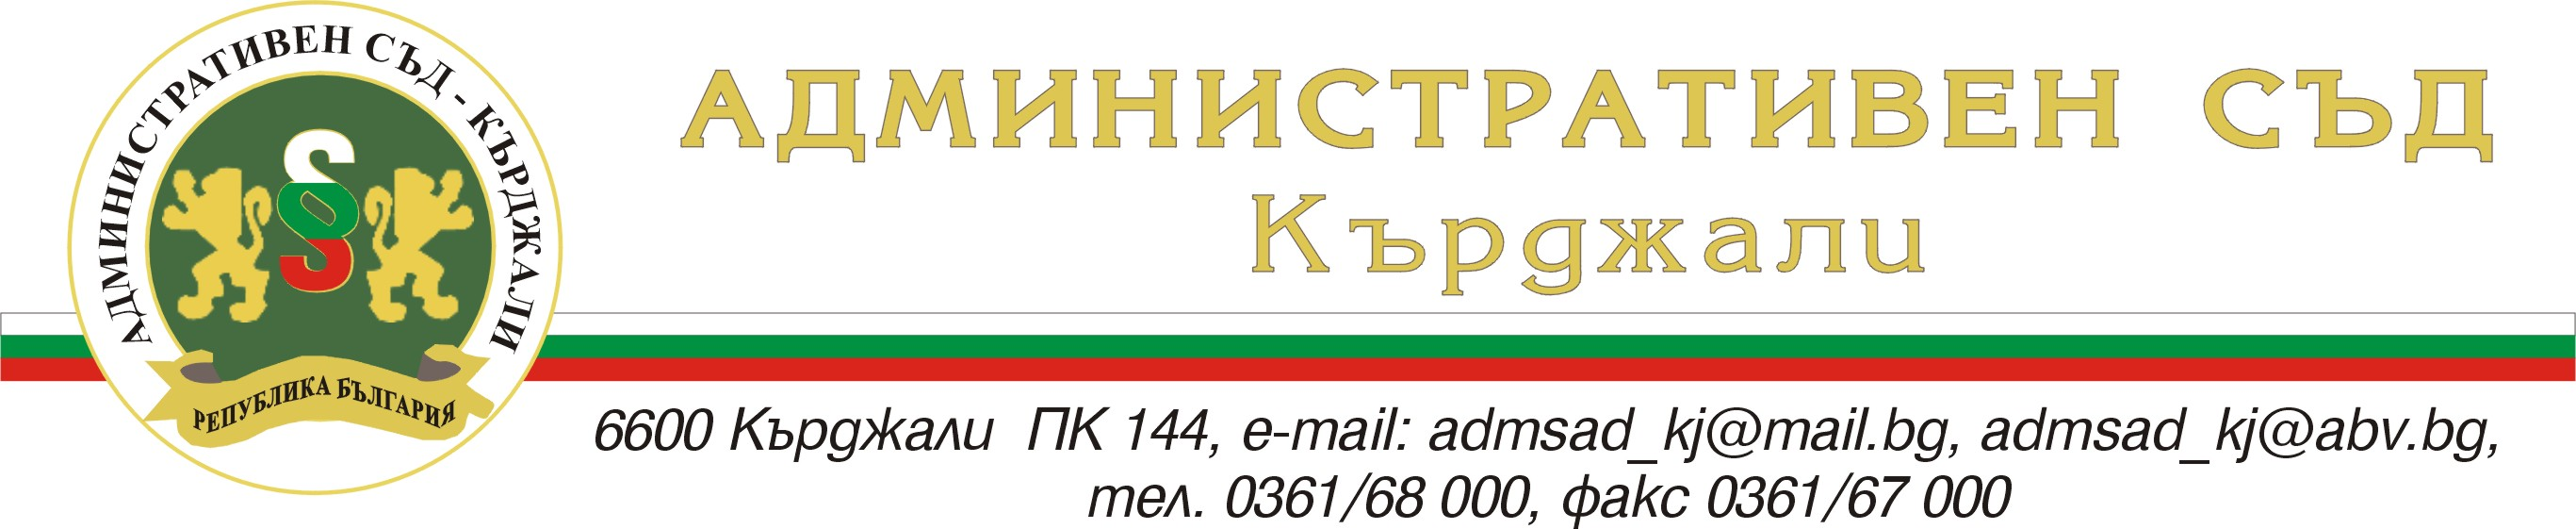 АДМИНИСТРАТИВЕН СЪД - КЪРДЖАЛИ
РЕПУБЛИКА БЪЛГАРИЯ
АДМИНИСТРАТИВЕН СЪД
Кърджали
6600 Кърджали ПК 144, e-mail: admsad_kj@mail.bg, admsad_kj@abv.bg,
тел. 0361/68 000, факс 0361/67 000